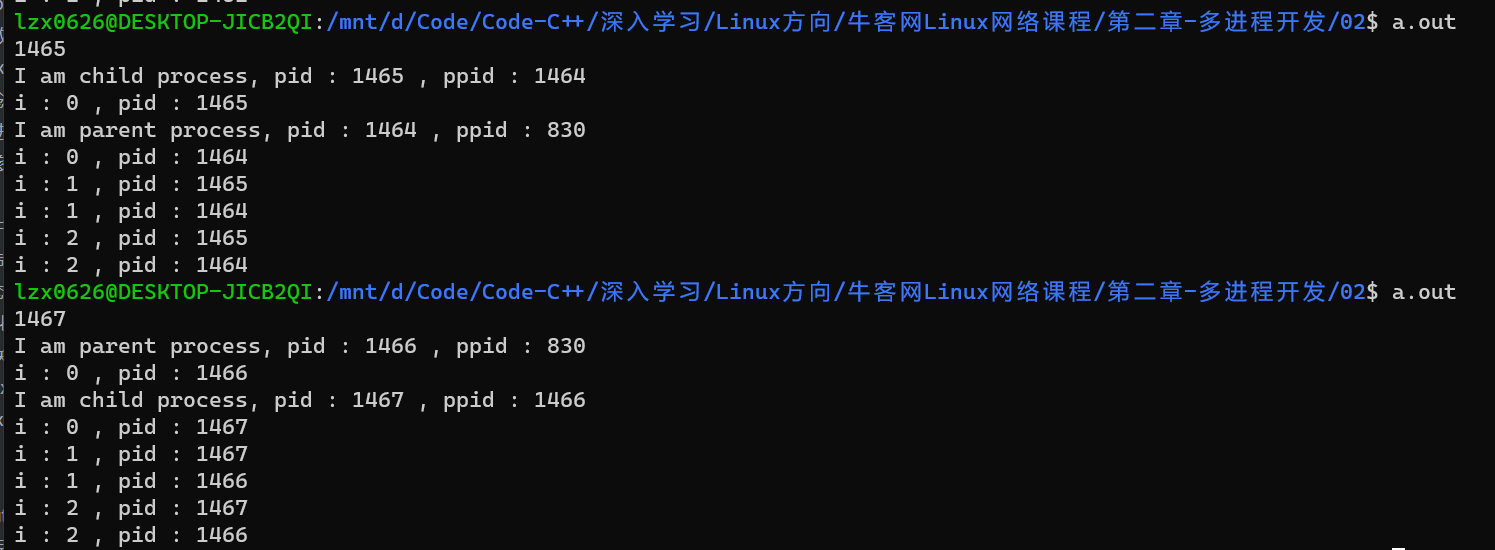 lzx0626@DESKTOP-JICB2QI:/mnt/d/Code/Code-C++/深入学习/Linux方向/牛客网Linux网络课程/第二章-多进程开发/02$ a.out
1465
I am child process, pid : 1465 , ppid : 1464
i : 0 , pid : 1465
I am parent process, pid : 1464 , ppid : 830
i : 0 , pid : 1464
i : 1 , pid : 1465
i : 1 , pid : 1464
i : 2 , pid : 1465
i : 2 , pid : 1464
lzx0626@DESKTOP-JICB2QI:/mnt/d/Code/Code-C++/深入学习/Linux方向/牛客网Linux网络课程/第二章-多进程开发/02$ a.out
1467
I am parent process, pid : 1466 , ppid : 830
i : 0 , pid : 1466
I am child process, pid : 1467 , ppid : 1466
i : 0 , pid : 1467
i : 1 , pid : 1467
i : 1 , pid : 1466
i : 2 , pid : 1467
i : 2 , pid : 1466